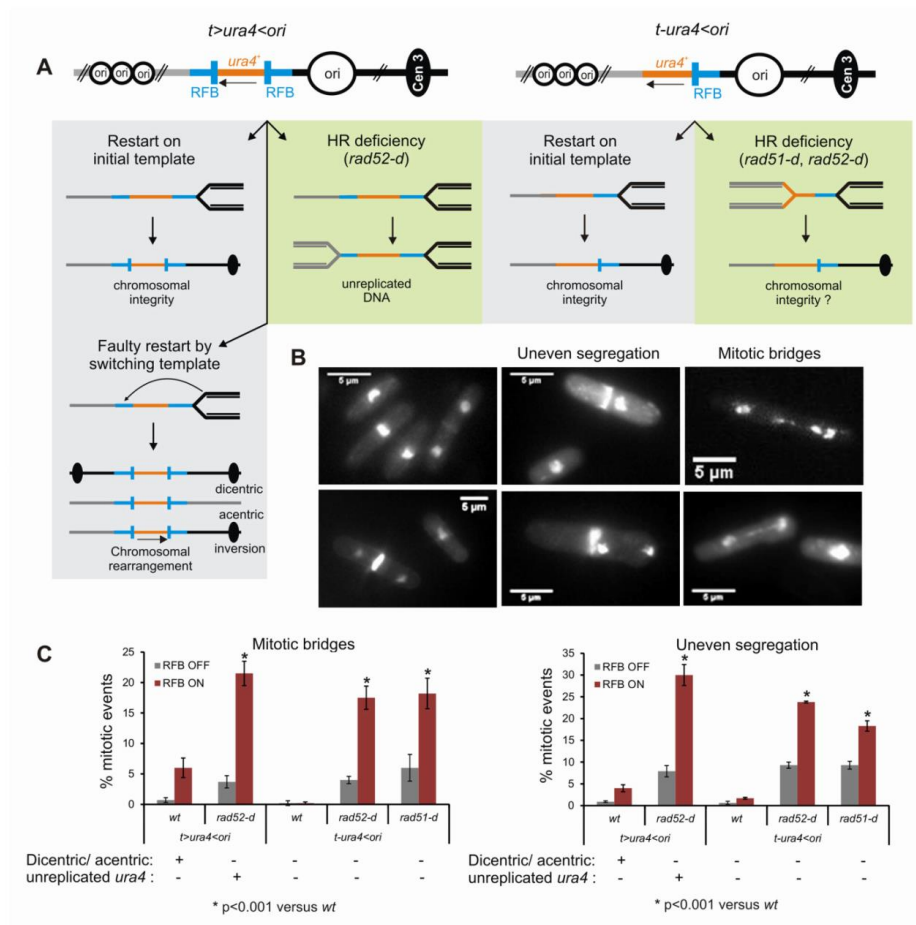 t>ura4<ori
t-ura4<ori
A
ori ori ori
ura4+
RFB
RFB
ori
Cen 3
ori ori ori
ura4+
RFB
ori
Cen 3
Restart on
initial template
chromosomal
integrity
HR deficiency
(rad52-d)
unreplicated
DNA
Restart on
initial template
chromosomal
integrity
HR deficiency
(rad51-d, rad52-d)
chromosomal
integrity ?
Faulty restart by
switching template
dicentric
acentric
inversion
Chromosomal
rearrangement
B
Uneven segregation
Mitotic bridges
5 µm
5 µm
5 µm
5 µm
5 µm
5 µm
C
Mitotic bridges
RFB OFF
RFB ON
% mitotic events
25
20
15
10
5
0
*
*
*
wt
rad52-d
wt
rad52-d
rad51-d
t>ura4<ori
t-ura4<ori
Dicentric/ acentric: + - - - -
unreplicated ura4 : - + - - -
* p<0.001 versus wt
Uneven segregation
RFB OFF
RFB ON
% mitotic events
35
30
25
20
15
10
5
0
*
*
*
wt
rad52-d
wt
rad52-d
rad51-d
t>ura4<ori
t-ura4<ori
Dicentric/ acentric: + - - - -
unreplicated ura4 : - + - - -
* p<0.001 versus wt